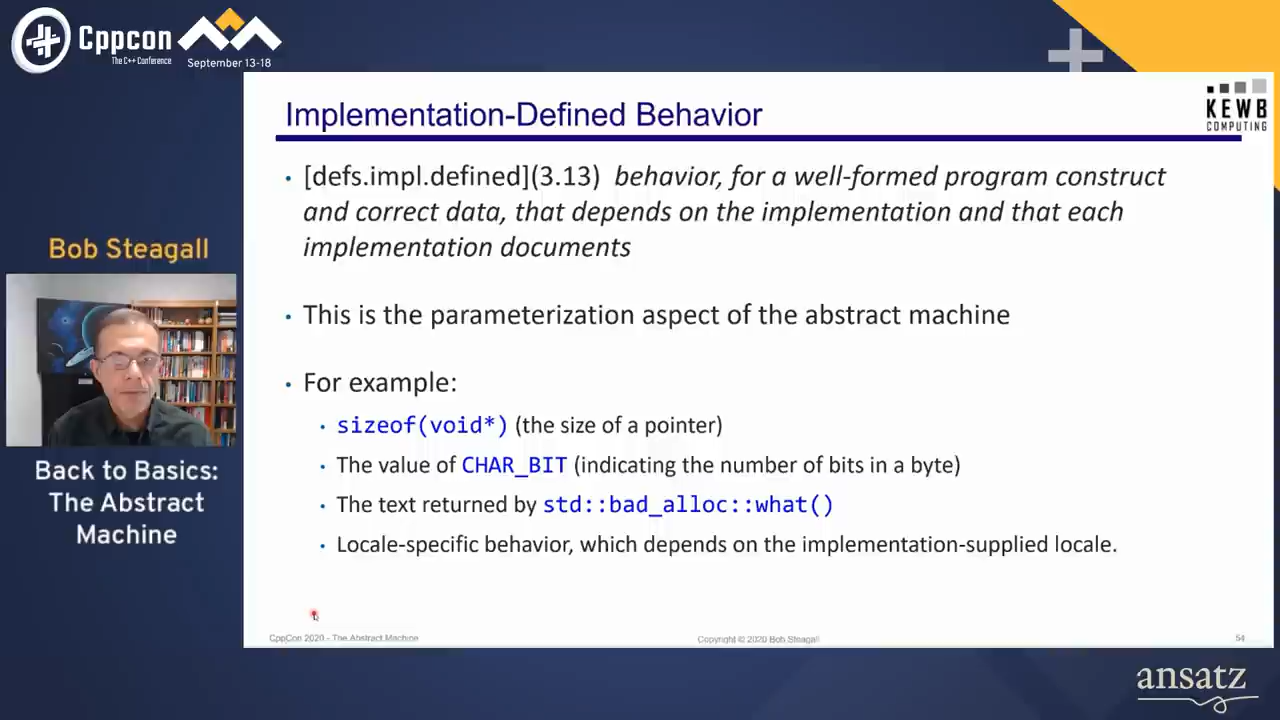 Cppcon
The C++ Conference
September 13-18
Implementation-Defined Behavior
KEWB
COMPUTING
• [defs.impl.defined](3.13) behavior, for a well-formed program construct
and correct data, that depends on the implementation and that each
implementation documents
• This is the parameterization aspect of the abstract machine
• For example:
• sizeof(void*) (the size of a pointer)
• The value of CHAR_BIT (indicating the number of bits in a byte)
• The text returned by std::bad_alloc::what()
• Locale-specific behavior, which depends on the implementation-supplied locale.
Bob Steagall
Back to Basics:
The Abstract
Machine
CppCon 2020 - The Abstract Machine
Copyright © 2020 Bob Steagall
54
ansatz